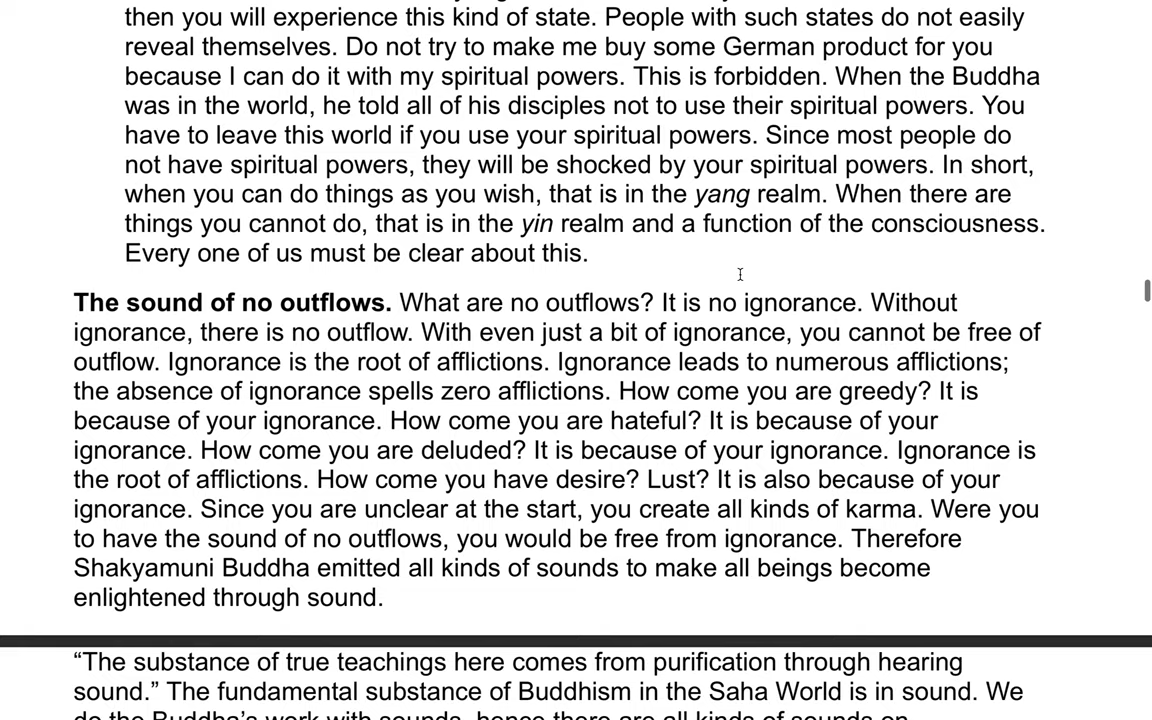 then you will experience this kind of state. People with such states do not easily
reveal themselves. Do not try to make me buy some German product for you
because I can do it with my spiritual powers. This is forbidden. When the Buddha
was in the world, he told all of his disciples not to use their spiritual powers. You
have to leave this world if you use your spiritual powers. Since most people do
not have spiritual powers, they will be shocked by your spiritual powers. In short,
when you can do things as you wish, that is in the yang realm. When there are
things you cannot do, that is in the yin realm and a function of the consciousness.
Every one of us must be clear about this.
The sound of no outflows. What are no outflows? It is no ignorance. Without
ignorance, there is no outflow. With even just a bit of ignorance, you cannot be free of
outflow. Ignorance is the root of afflictions. Ignorance leads to numerous afflictions;
the absence of ignorance spells zero afflictions. How come you are greedy? It is
because of your ignorance. How come you are hateful? It is because of your
ignorance. How come you are deluded? It is because of your ignorance. Ignorance is
the root of afflictions. How come you have desire? Lust? It is also because of your
ignorance. Since you are unclear at the start, you create all kinds of karma. Were you
to have the sound of no outflows, you would be free from ignorance. Therefore
Shakyamuni Buddha emitted all kinds of sounds to make all beings become
enlightened through sound.
“The substance of true teachings here comes from purification through hearing
sound.” The fundamental substance of Buddhism in the Saha World is in sound. We
do the Buddha’s work with sounds, hence there are all kinds of sounds on